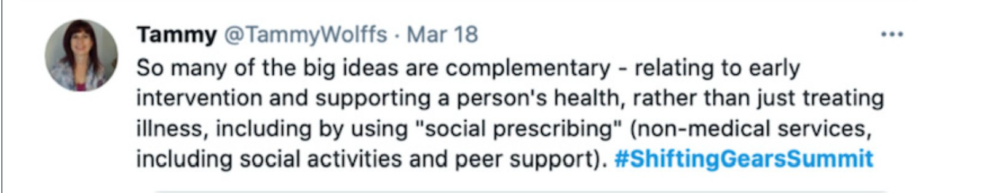 Tammy @TammyWolffs · Mar 18
So many of the big ideas are complementary - relating to early
intervention and supporting a person's health, rather than just treating
illness, including by using "social prescribing" (non-medical services,
including social activities and peer support). #ShiftingGearsSummit